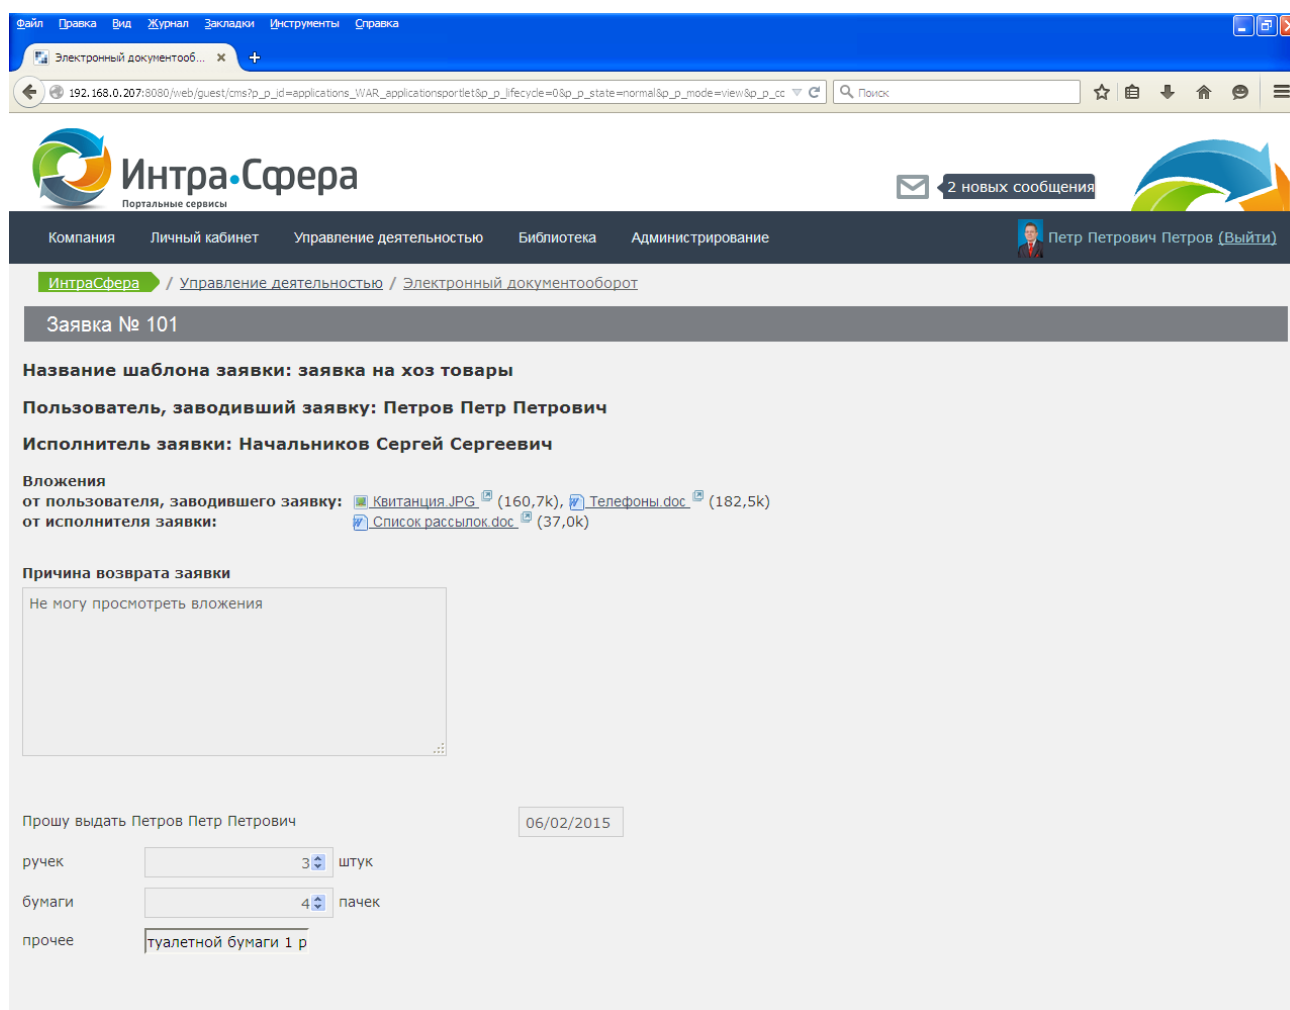 Файл Правка Вид Журнал Закладки Инструменты Справка
Электронный документооб...
192.168.0.207:8080/web/guest/cms?p_p_id=applications_WAR_applicationsportlet&p_p_lifecycle=0&p_p_state=normal&p_p_mode=view&p_p_cc Поиск
Интра•Сфера
Портальные сервисы
2 новых сообщения
Компания Личный кабинет Управление деятельностью Библиотека Администрирование Петр Петрович Петров (Выйти)
ИнтраСфера / Управление деятельностью / Электронный документооборот
Заявка № 101
Название шаблона заявки: заявка на хоз товары
Пользователь, заводивший заявку: Петров Петр Петрович
Исполнитель заявки: Начальников Сергей Сергеевич
Вложения
от пользователя, заводившего заявку: Квитанция.JPG (160,7k), Телефоны.doc (182,5k)
от исполнителя заявки: Список рассылок.doc (37,0k)
Причина возврата заявки
Не могу просмотреть вложения
Прошу выдать Петров Петр Петрович 06/02/2015
ручек 3 штук
бумаги 4 пачек
прочее туалетной бумаги 1 р